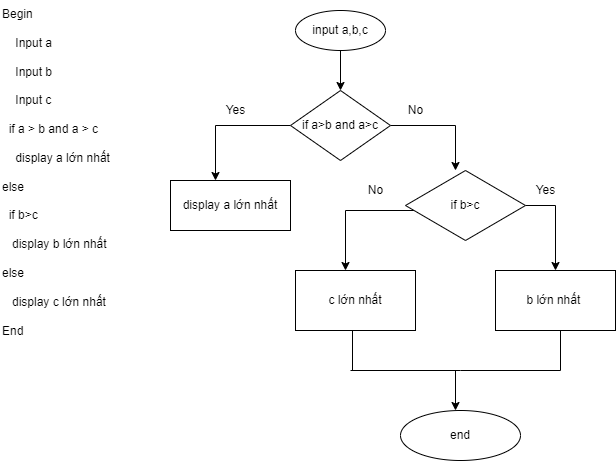 Begin
Input a
Input b
Input c
if a > b and a > c
display a lớn nhất
else
if b>c
display b lớn nhất
else
display c lớn nhất
End
input a,b,c
Yes
No
if a>b and a>c
display a lớn nhất
No
Yes
if b>c
c lớn nhất
b lớn nhất
end